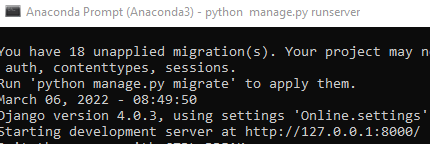 Anaconda Prompt (Anaconda3) - python  manage.py runserver
You have 18 unapplied migration(s). Your project may n
auth, contenttypes, sessions.
Run 'python manage.py migrate' to apply them.
March 06, 2022 - 08:49:50
Django version 4.0.3, using settings 'Online.settings'
Starting development server at http://127.0.0.1:8000/